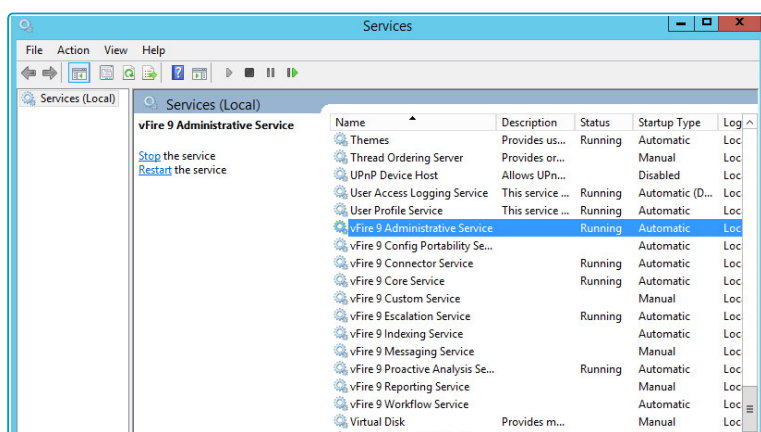 Services
File Action View Help
Services (Local)
Services (Local)
vFire 9 Administrative Service
Stop the service
Restart the service
Name Description Status Startup Type Log
Themes Provides us... Running Automatic Loc
Thread Ordering Server Provides or... Manual Loc
UPnP Device Host Allows UPn... Disabled Loc
User Access Logging Service This service ... Running Automatic (D... Loc
User Profile Service This service ... Running Automatic Loc
vFire 9 Administrative Service Running Automatic Loc
vFire 9 Config Portability Se... Automatic Loc
vFire 9 Connector Service Running Automatic Loc
vFire 9 Core Service Running Automatic Loc
vFire 9 Custom Service Manual Loc
vFire 9 Escalation Service Running Automatic Loc
vFire 9 Indexing Service Automatic Loc
vFire 9 Messaging Service Manual Loc
vFire 9 Proactive Analysis Se... Running Automatic Loc
vFire 9 Reporting Service Manual Loc
vFire 9 Workflow Service Automatic Loc
Virtual Disk Provides m... Manual Loc